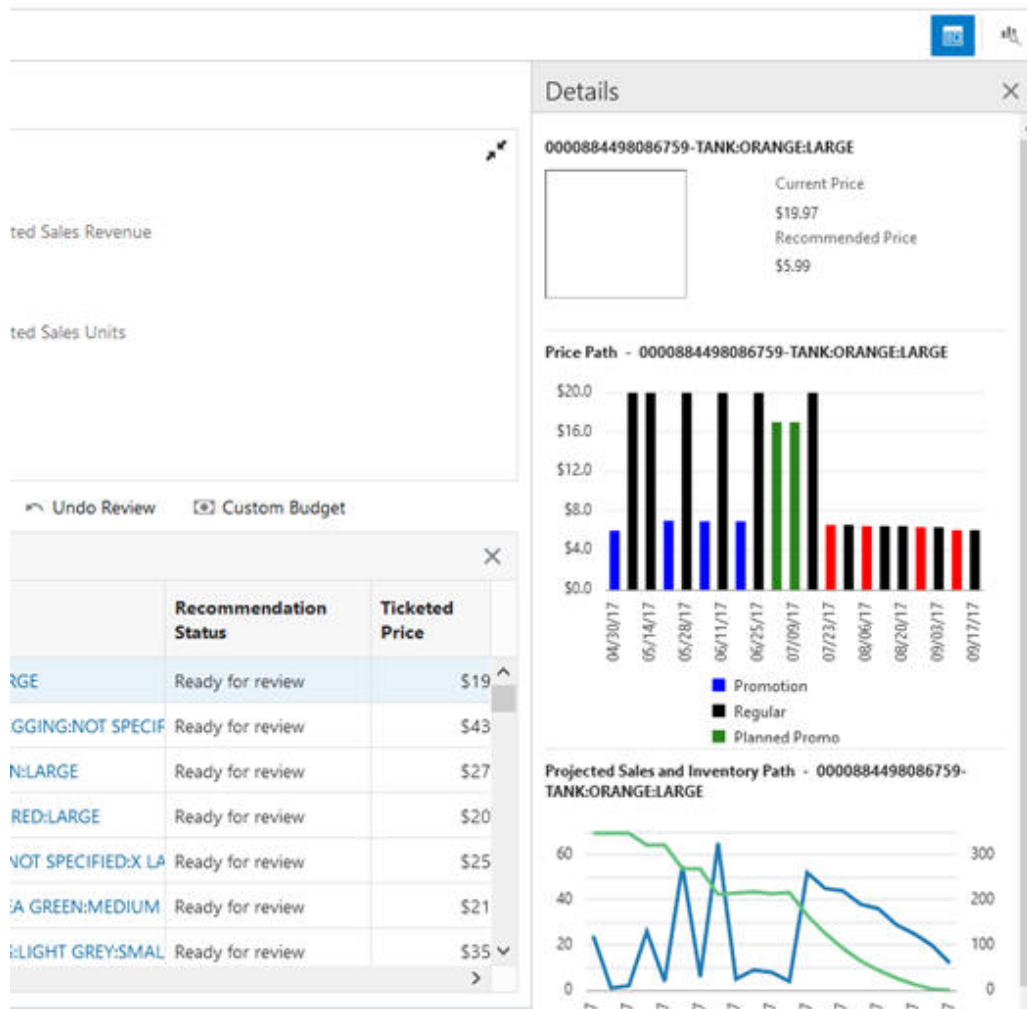 Details
ted Sales Revenue
ted Sales Units
Undo Review
Custom Budget
Recommendation
Status
Ticketed
Price
RGE
Ready for review
$19
GGING:NOT SPECIF
Ready for review
$43
N:LARGE
Ready for review
$27
RED:LARGE
Ready for review
$20
NOT SPECIFIED:X LA
Ready for review
$25
EA GREEN:MEDIUM
Ready for review
$21
:LIGHT GREY:SMAL
Ready for review
$35
0000884498086759-TANK:ORANGE:LARGE
Current Price
$19.97
Recommended Price
$5.99
Price Path - 0000884498086759-TANK:ORANGE:LARGE
$20.0
$16.0
$12.0
$8.0
$4.0
$0.0
04/30/17
05/14/17
05/28/17
06/11/17
06/25/17
07/09/17
07/23/17
08/06/17
08/20/17
09/03/17
09/17/17
Promotion
Regular
Planned Promo
Projected Sales and Inventory Path - 0000884498086759-
TANK:ORANGE:LARGE
60
40
20
0
300
200
100
0